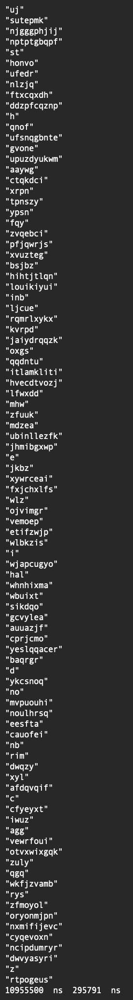 "uj"
"sutepmk"
"njgggphjij"
"nptptgbqpf"
"st"
"honvo"
"ufedr"
"nlzjq"
"ftxcqxdh"
"ddzpfcqznp"
"h"
"qnof"
"ufsnqgbnte"
"gvone"
"upuzdyukwm"
"aaywg"
"ctqkdci"
"xrpn"
"tpnszy"
"ypsn"
"fqy"
"zvqebci"
"pfjqwrjs"
"xvuzteg"
"bsjbz"
"hihtjtlqn"
"louikiyui"
"inb"
"ljcue"
"rqmrlxykx"
"kvrpd"
"jaiydrqqzk"
"oxgs"
"qqdntu"
"itlamkliti"
"hvecdtvozj"
"lfwxdd"
"mhw"
"zfuuk"
"mdzea"
"ubinllezfk"
"jhmibgxwp"
"e"
"jkbz"
"xywrceai"
"fxjchxlfs"
"wlz"
"ojvimgr"
"vemoep"
"etifzwjp"
"wlbkzis"
"i"
"wjapcugyo"
"hal"
"whnhixma"
"wbuixt"
"sikdqo"
"gcvylea"
"auuazjf"
"cprjcmo"
"yeslqqacer"
"baqrgr"
"d"
"ykcsnoq"
"no"
"mvpuouhi"
"noulhrsq"
"eesfta"
"cauofei"
"nb"
"rim"
"dwqzy"
"xyl"
"afdqvqif"
"c"
"cfyeyxt"
"iwuz"
"agg"
"vewrfoui"
"otvxwixgqk"
"zuly"
"qgq"
"wkfjzvamb"
"rys"
"zfmoyol"
"oryonmjpn"
"nxmifijevc"
"cyqevoxn"
"ncipdumryr"
"dwvyasyri"
"z"
"rtpogeus"
10955500  ns  295791  ns